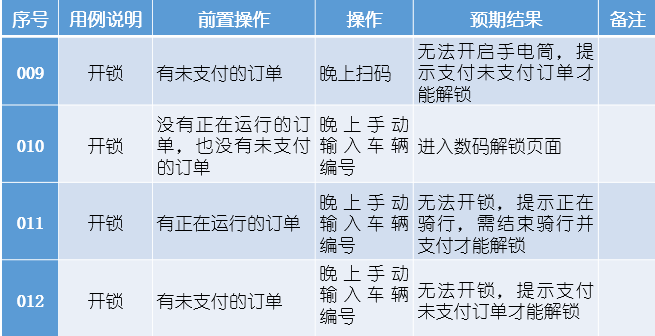 序号 用例说明 前置操作 操作 预期结果 备注
009 开锁 有未支付的订单 晚上扫码 无法开启手电筒，提
示支付未支付订单才
能解锁
010 开锁 没有正在运行的订
单，也没有未支付
的订单
晚上手动
输入车辆
编号
进入数码解锁页面
011 开锁 有正在运行的订单
晚上手动
输入车辆
编号
无法开锁，提示正在
骑行，需结束骑行并
支付才能解锁
012 开锁 有未支付的订单
晚上手动
输入车辆
编号
无法开锁，提示支付
未支付订单才能解锁